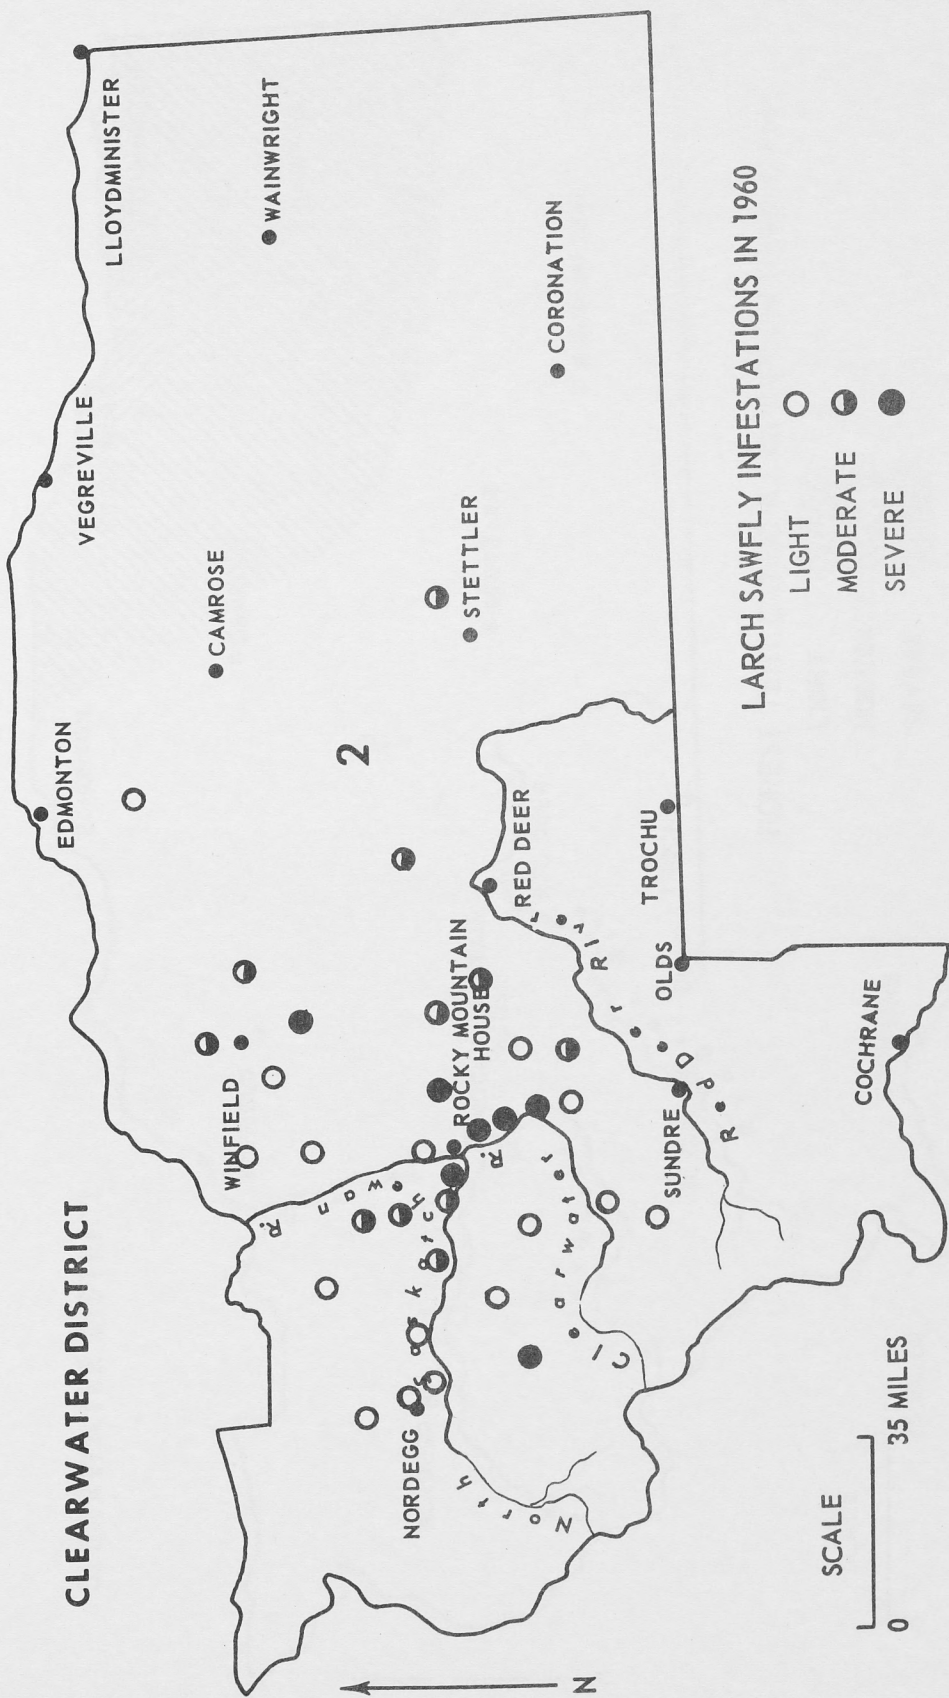 CLEARWATER DISTRICT
LLOYDMINISTER
VEGREVILLE
EDMONTON
WAINWRIGHT
CAMROSE
WINFIELD
2
CORONATION
STETTLER
RED DEER
ROCKY MOUNTAIN
HOUSE
NORDEGG
North Saskatchewan R.
Clearwater R.
Red Deer River
TROCHU
OLDS
SUNDRE
COCHRANE
N
SCALE
0 35 MILES
LARCH SAWFLY INFESTATIONS IN 1960
LIGHT
MODERATE
SEVERE